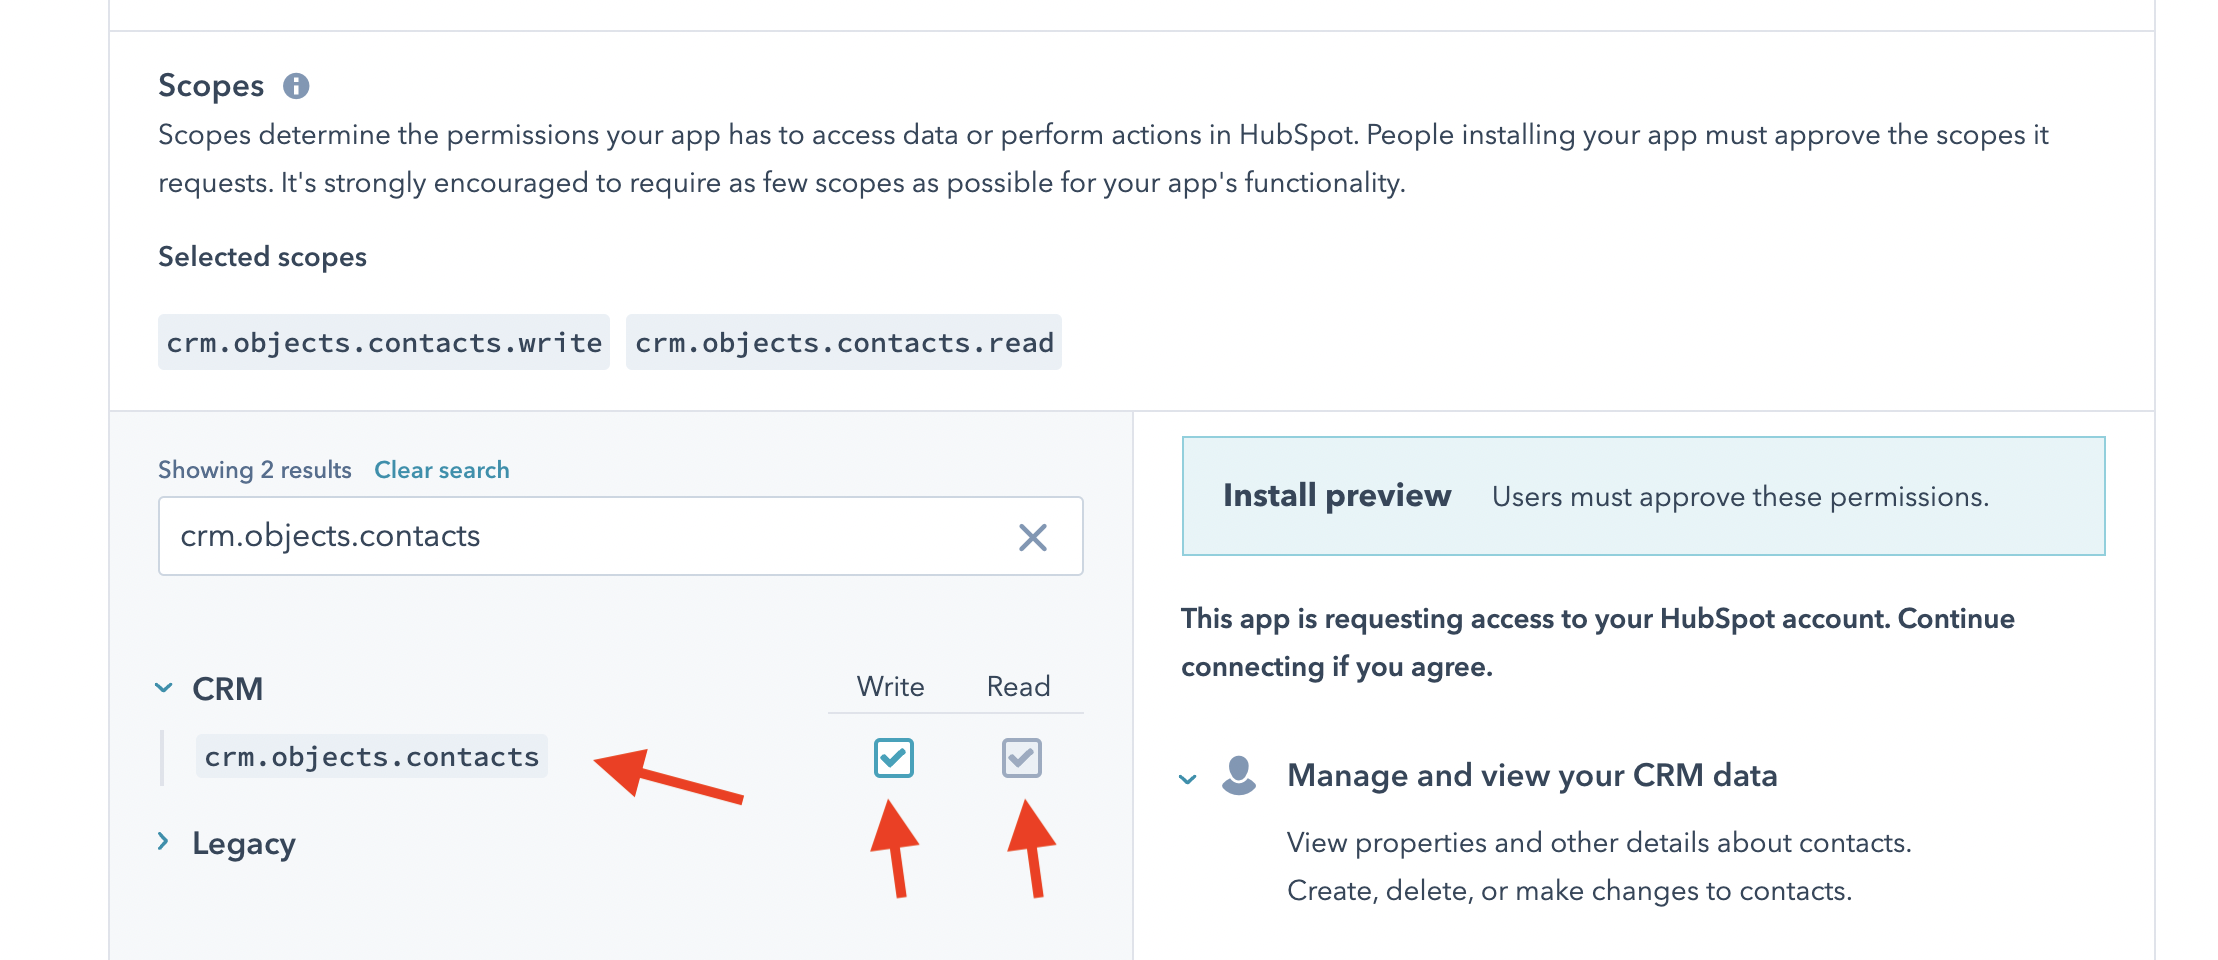 Scopes
Scopes determine the permissions your app has to access data or perform actions in HubSpot. People installing your app must approve the scopes it
requests. It's strongly encouraged to require as few scopes as possible for your app's functionality.
Selected scopes
crm.objects.contacts.write crm.objects.contacts.read
Showing 2 results Clear search
crm.objects.contacts
CRM Write Read
crm.objects.contacts
Legacy
Install preview Users must approve these permissions.
This app is requesting access to your HubSpot account. Continue
connecting if you agree.
Manage and view your CRM data
View properties and other details about contacts.
Create, delete, or make changes to contacts.